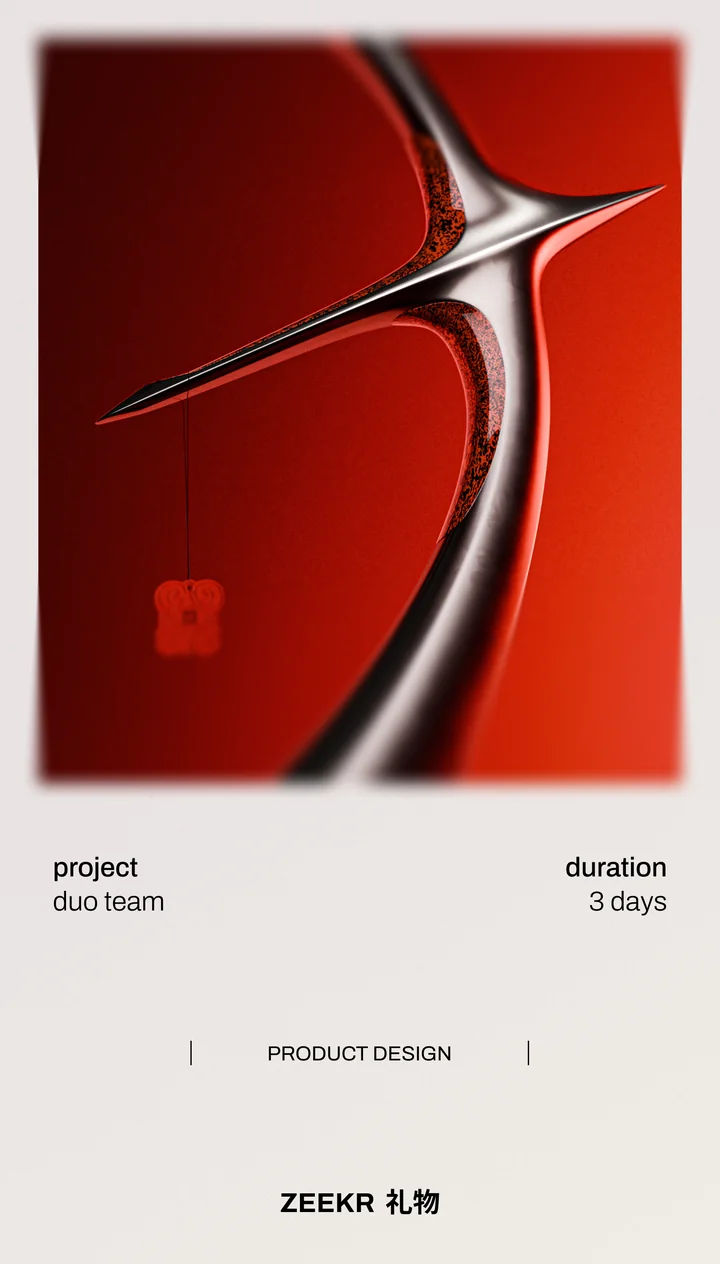 project
duo team
duration
3 days
PRODUCT DESIGN
ZEEKR 礼物